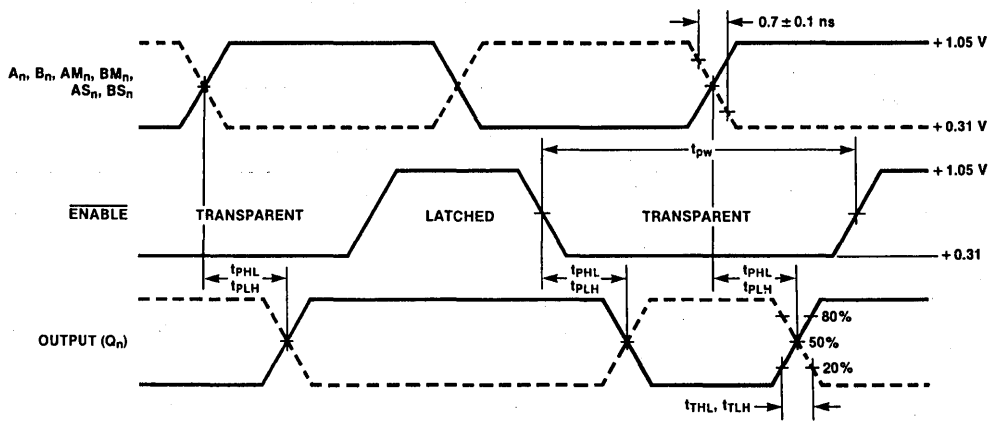 0.7 ± 0.1 ns
+ 1.05 V
An, Bn, AMn, BMn,
ASn, BSn
+ 0.31 V
tpw
+ 1.05 V
ENABLE
TRANSPARENT
LATCHED
TRANSPARENT
+ 0.31
tPHL
tPLH
tPHL
tPLH
tPHL
tPLH
80%
OUTPUT (Qn)
50%
20%
tTHL, tTLH